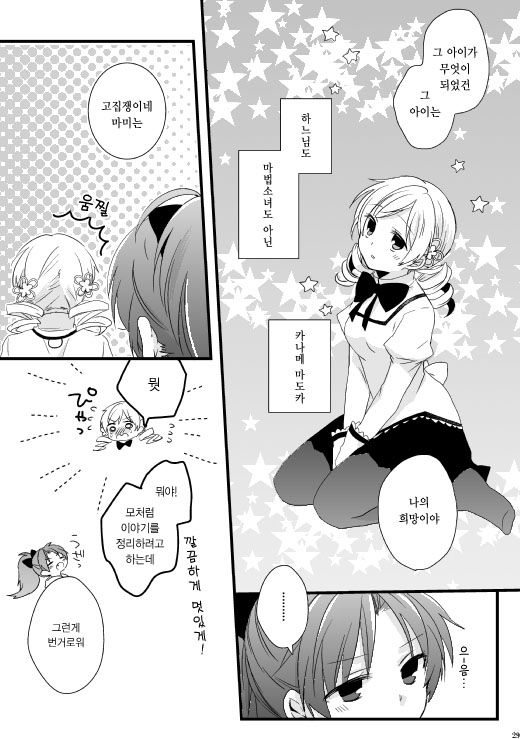 그 아이가
무엇이
되었건
그
아이는
하느님도
마법소녀도 아닌
카나메 마도카
나의
희망이야
………
으음…
고집쟁이네
마미는
움찔
뭣
뭐야!
모처럼
이야기를
정리하려고
하는데
깔끔하게 멋있게!
그런게
번거로워
29